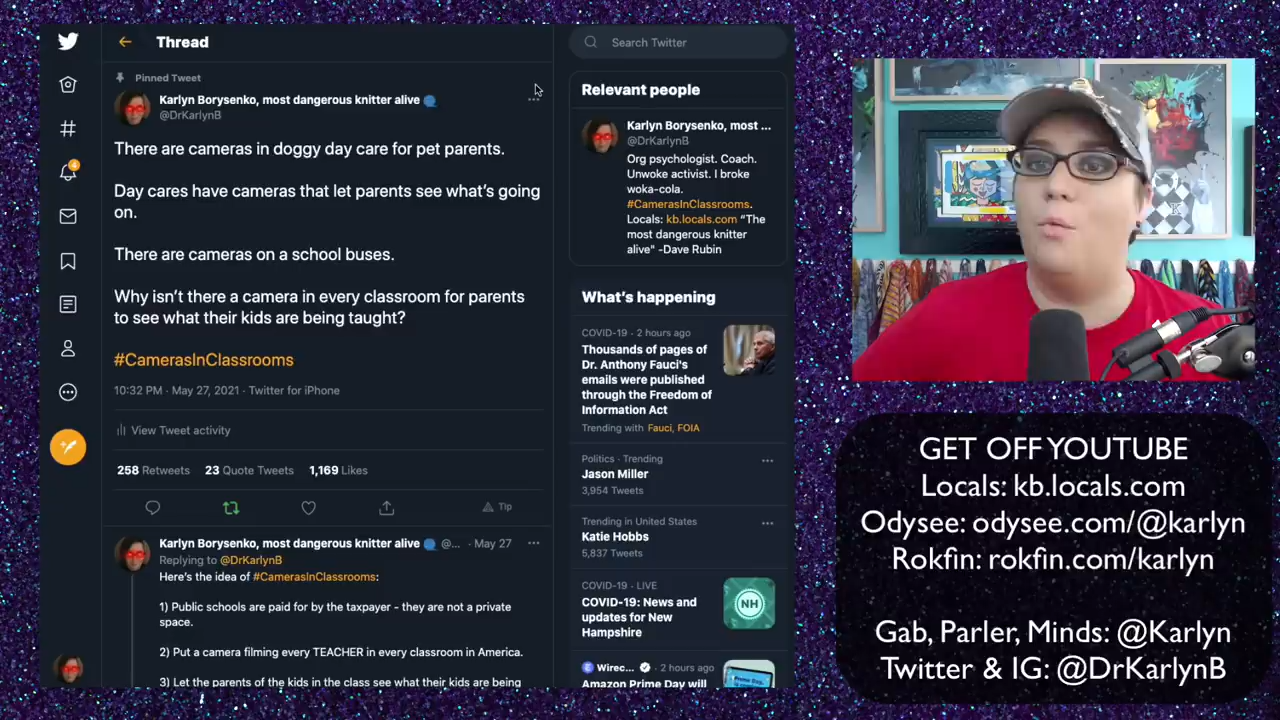 Thread
Search Twitter
Pinned Tweet
Karlyn Borysenko, most dangerous knitter alive
@DrKarlynB
There are cameras in doggy day care for pet parents.
Day cares have cameras that let parents see what's going
on.
There are cameras on a school buses.
Why isn't there a camera in every classroom for parents
to see what their kids are being taught?
#CamerasInClassrooms
10:32 PM · May 27, 2021 · Twitter for iPhone
View Tweet activity
258 Retweets 23 Quote Tweets 1,169 Likes
Tip
Karlyn Borysenko, most dangerous knitter alive @... · May 27
Replying to @DrKarlynB
Here's the idea of #CamerasInClassrooms:
1) Public schools are paid for by the taxpayer - they are not a private
space.
2) Put a camera filming every TEACHER in every classroom in America.
3) Let the parents of the kids in the class see what their kids are being
4
Relevant people
Karlyn Borysenko, most ...
@DrKarlynB
Org psychologist. Coach.
Unwoke activist. I broke
woka-cola.
#CamerasInClassrooms.
Locals: kb.locals.com "The
most dangerous knitter
alive" -Dave Rubin
What's happening
COVID-19 · 2 hours ago
Thousands of pages of
Dr. Anthony Fauci's
emails were published
through the Freedom of
Information Act
Trending with Fauci, FOIA
Politics · Trending
Jason Miller
3,954 Tweets
Trending in United States
Katie Hobbs
5,837 Tweets
COVID-19 · LIVE
COVID-19: News and
updates for New
Hampshire
NH
Wirec... · 2 hours ago
Amazon Prime Day will
GET OFF YOUTUBE
Locals: kb.locals.com
Odysee: odysee.com/@karlyn
Rokfin: rokfin.com/karlyn
Gab, Parler, Minds: @Karlyn
Twitter & IG: @DrKarlynB